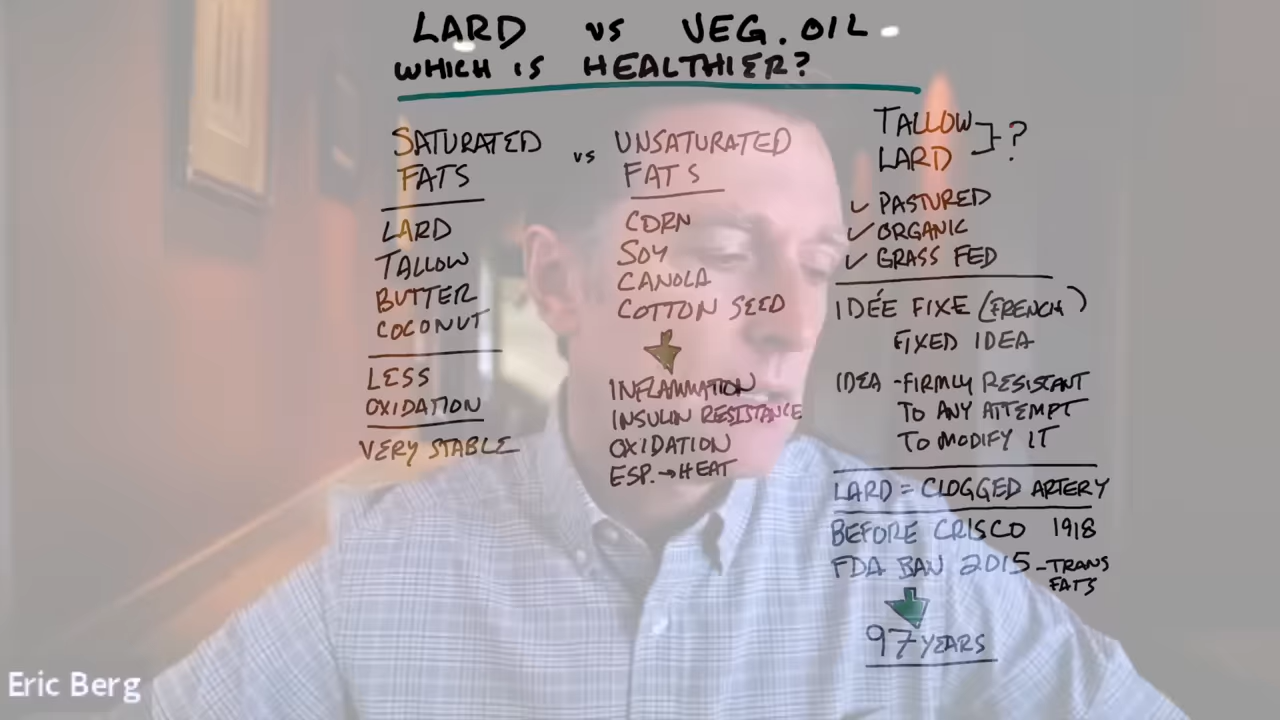 LARD vs VEG. OIL
WHICH IS HEALTHIER?
SATURATED
FATS
LARD
TALLOW
BUTTER
COCONUT
LESS
OXIDATION
VERY STABLE
vs
UNSATURATED
FATS
CORN
SOY
CANOLA
COTTON SEED
INFLAMMATION
INSULIN RESISTANCE
OXIDATION
ESP. → HEAT
TALLOW
LARD
?
✓ PASTURED
✓ ORGANIC
✓ GRASS FED
IDÉE FIXE (FRENCH)
FIXED IDEA
IDEA - FIRMLY RESISTANT
TO ANY ATTEMPT
TO MODIFY IT
LARD = CLOGGED ARTERY
BEFORE CRISCO 1918
FDA BAN 2015 - TRANS
FATS
97 YEARS
Eric Berg